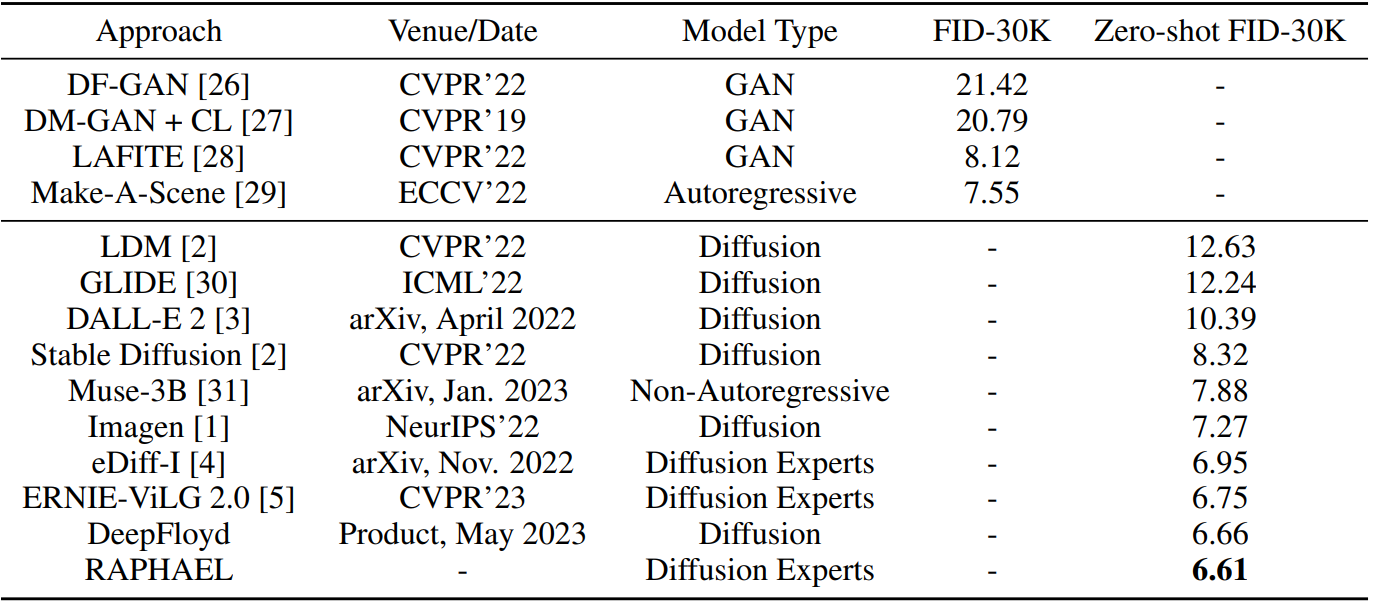 Approach Venue/Date Model Type FID-30K Zero-shot FID-30K
DF-GAN [26] CVPR’22 GAN 21.42 -
DM-GAN + CL [27] CVPR’19 GAN 20.79 -
LAFITE [28] CVPR’22 GAN 8.12 -
Make-A-Scene [29] ECCV’22 Autoregressive 7.55 -
LDM [2] CVPR’22 Diffusion - 12.63
GLIDE [30] ICML’22 Diffusion - 12.24
DALL-E 2 [3] arXiv, April 2022 Diffusion - 10.39
Stable Diffusion [2] CVPR’22 Diffusion - 8.32
Muse-3B [31] arXiv, Jan. 2023 Non-Autoregressive - 7.88
Imagen [1] NeurIPS’22 Diffusion - 7.27
eDiff-I [4] arXiv, Nov. 2022 Diffusion Experts - 6.95
ERNIE-ViLG 2.0 [5] CVPR’23 Diffusion Experts - 6.75
DeepFloyd Product, May 2023 Diffusion - 6.66
RAPHAEL - Diffusion Experts - 6.61